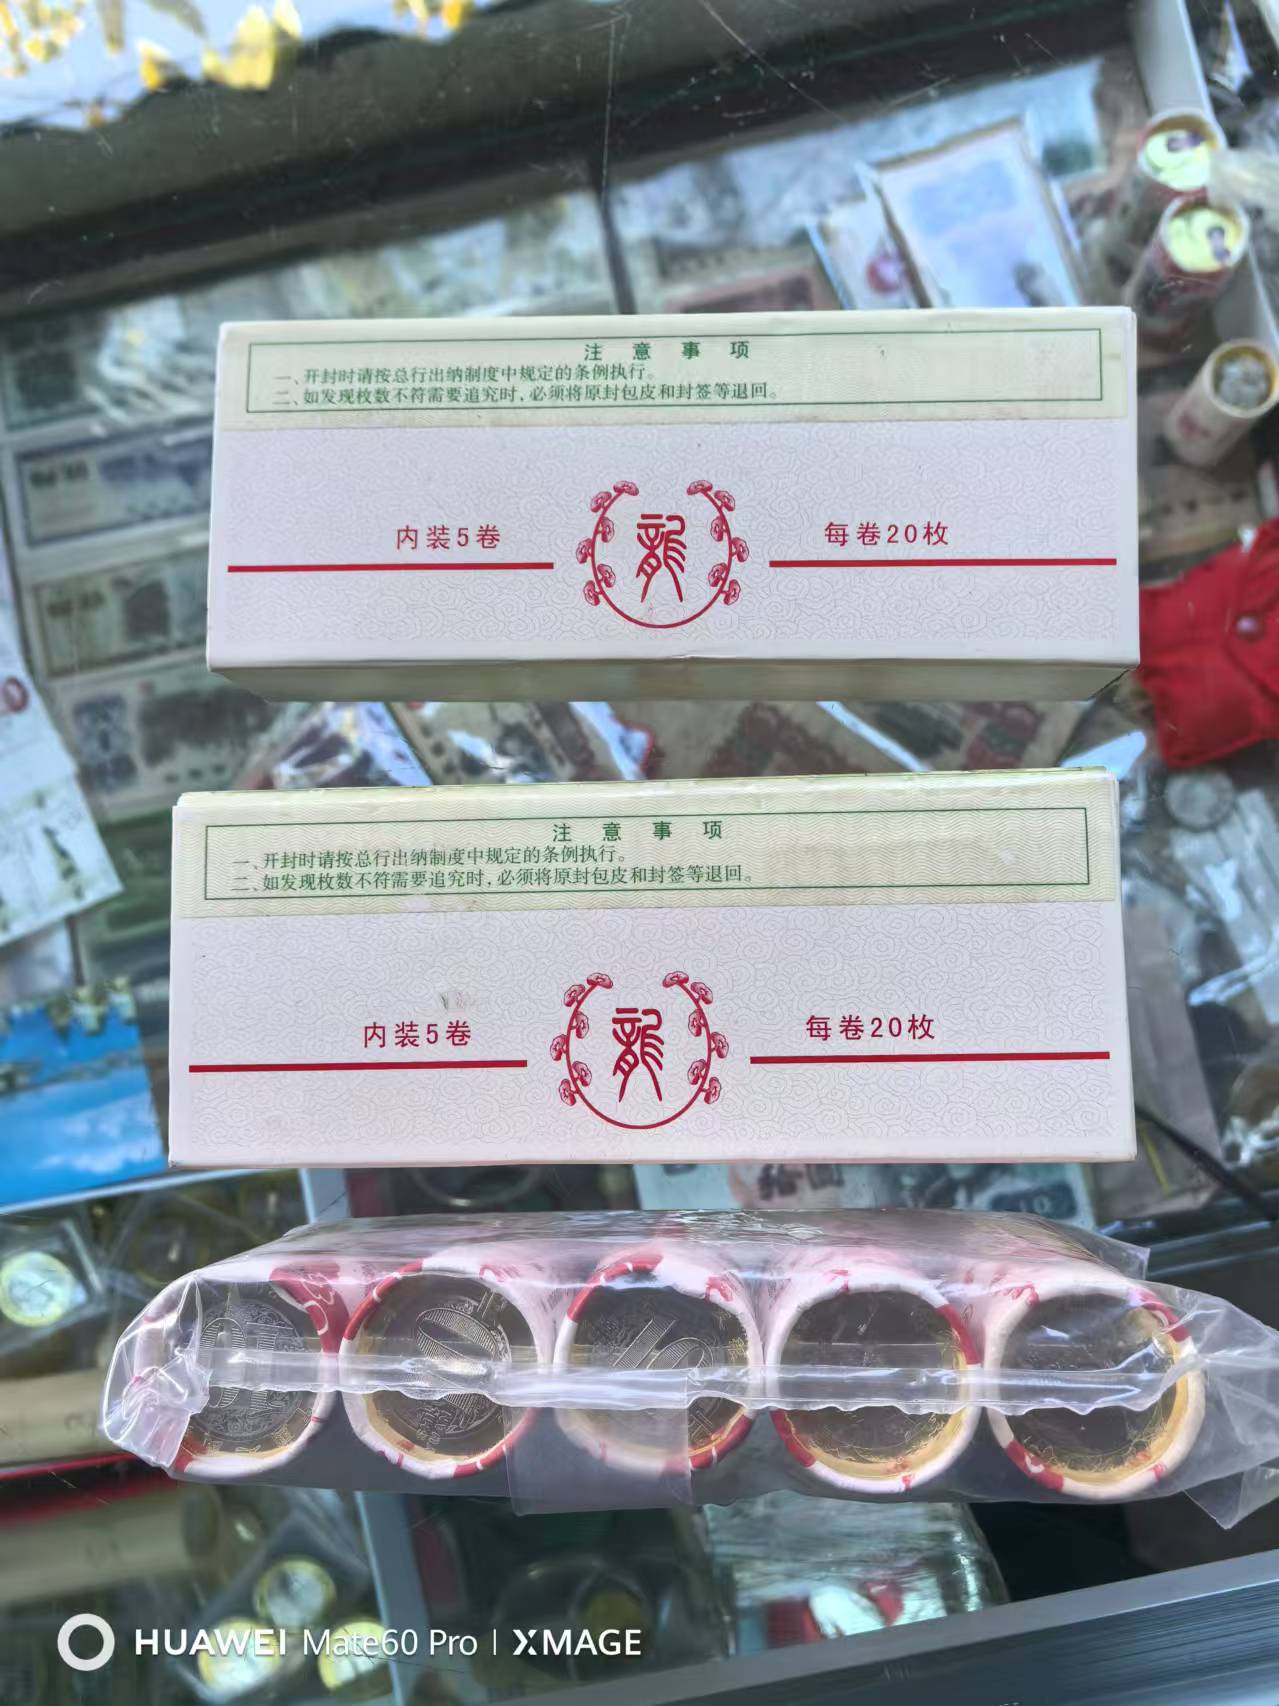 注意事项
一、开封时请按总行出纳制度中规定的条例执行。
二、如发现枚数不符需要追究时，必须将原封包皮和封签等退回。
内装5卷
龍
每卷20枚
注意事项
一、开封时请按总行出纳制度中规定的条例执行。
二、如发现枚数不符需要追究时，必须将原封包皮和封签等退回。
内装5卷
龍
每卷20枚
10
10
10
HUAWEI Mate60 Pro | XMAGE